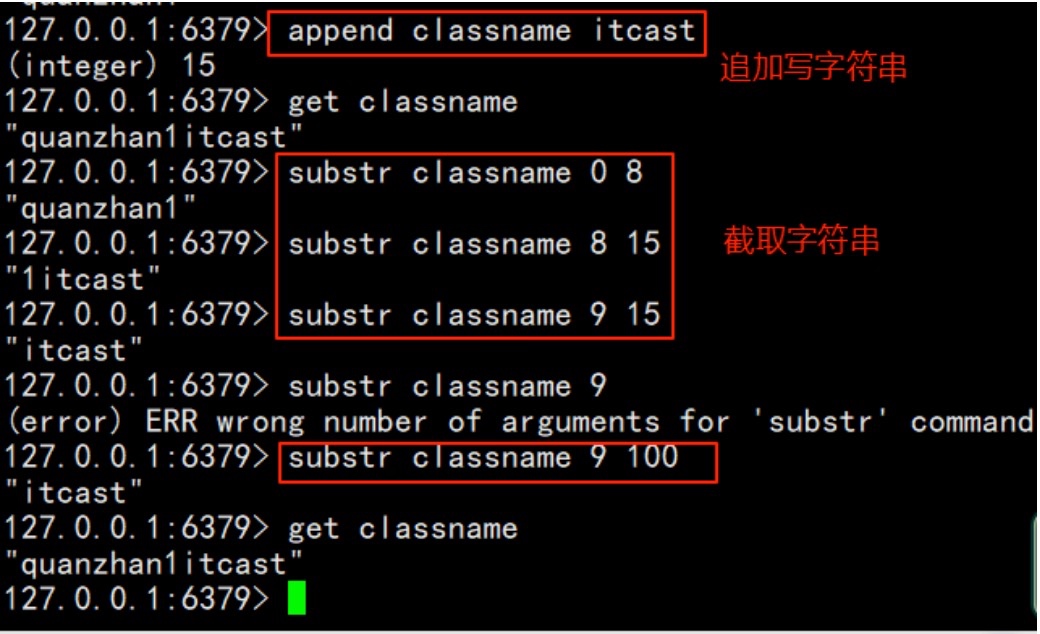 127.0.0.1:6379> append classname itcast
(integer) 15
追加写字符串
127.0.0.1:6379> get classname
"quanzhan1itcast"
127.0.0.1:6379> substr classname 0 8
"quanzhan1"
127.0.0.1:6379> substr classname 8 15
截取字符串
"1itcast"
127.0.0.1:6379> substr classname 9 15
"itcast"
127.0.0.1:6379> substr classname 9
(error) ERR wrong number of arguments for 'substr' command
127.0.0.1:6379> substr classname 9 100
"itcast"
127.0.0.1:6379> get classname
"quanzhan1itcast"
127.0.0.1:6379>